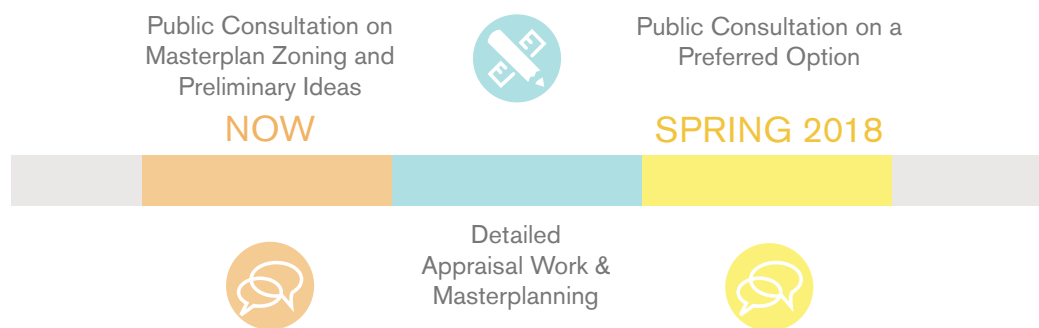 Public Consultation on
Masterplan Zoning and
Preliminary Ideas
NOW
Public Consultation on a
Preferred Option
SPRING 2018
Detailed
Appraisal Work &
Masterplanning